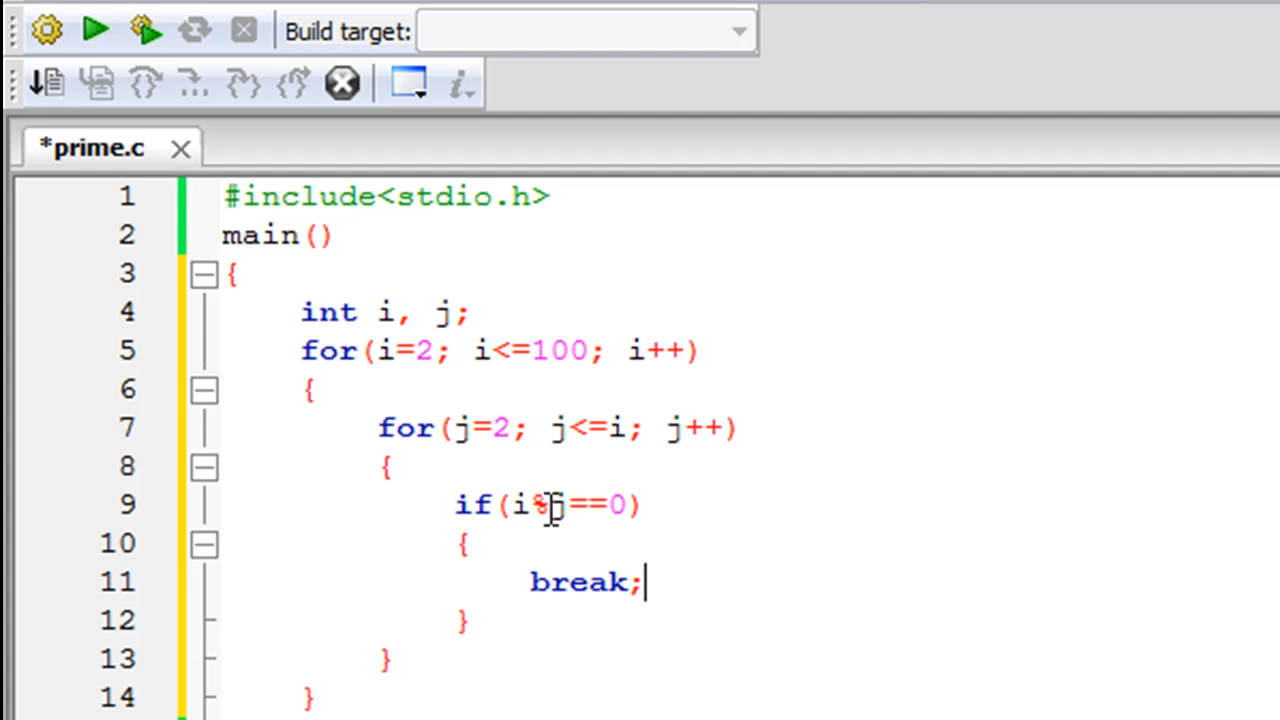 Build target:
*prime.c
1 #include<stdio.h>
2 main()
3 {
4 int i, j;
5 for(i=2; i<=100; i++)
6 {
7 for(j=2; j<=i; j++)
8 {
9 if(i%j==0)
10 {
11 break;
12 }
13 }
14 }